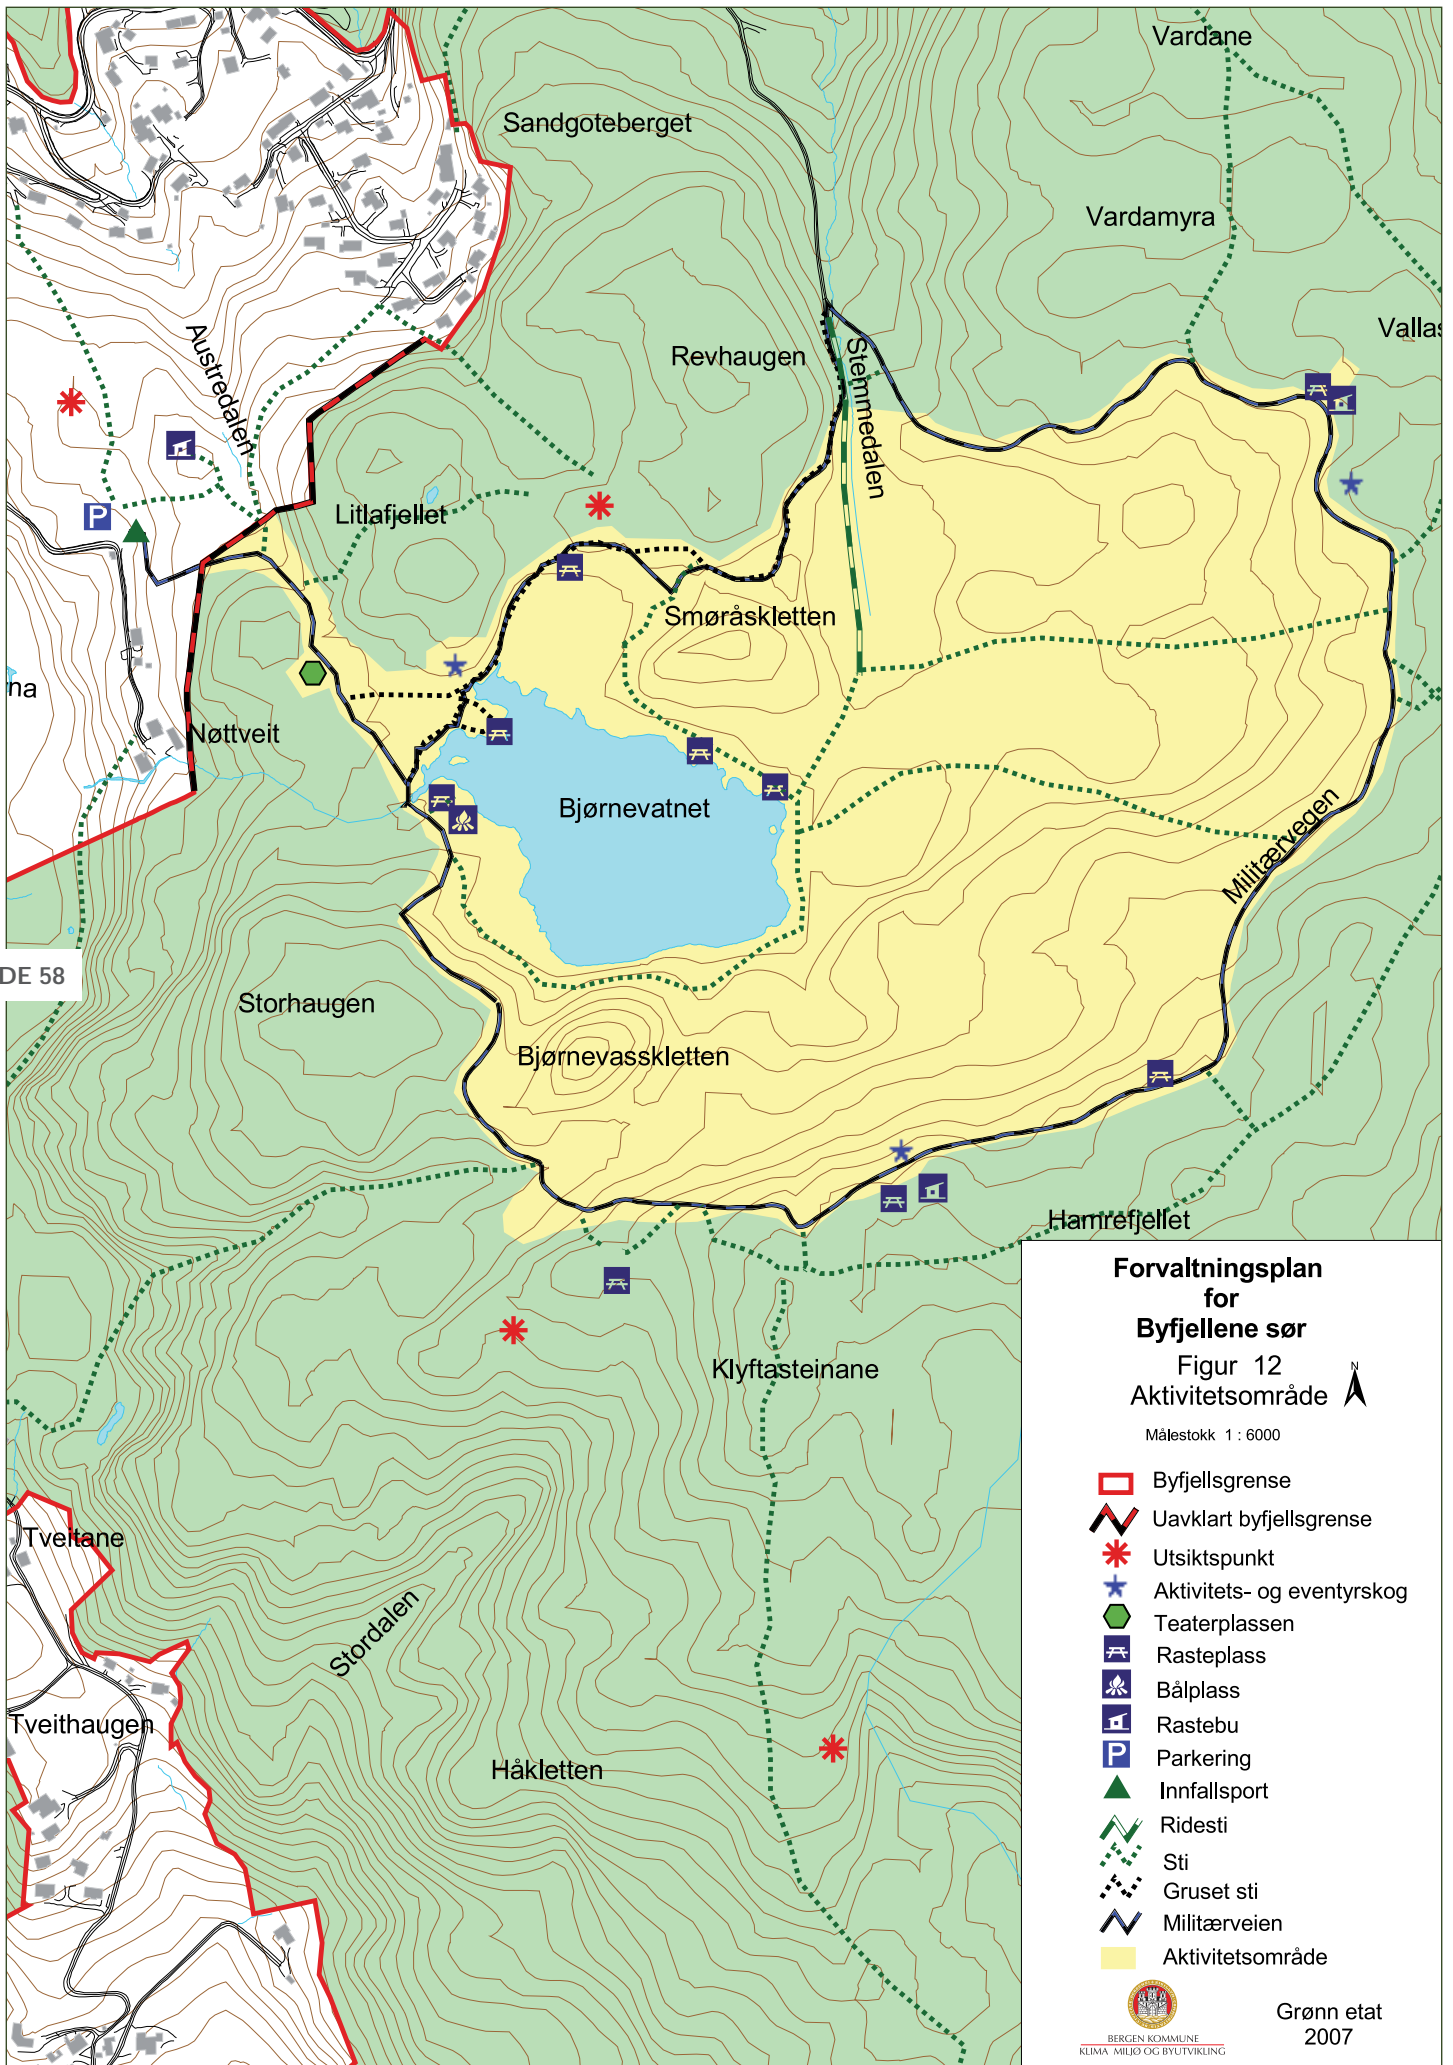 Vardane
Sandgoteberget
Vardamyra
Vallas
Austredalen
Revhaugen
Stemmedalen
P
Litlafjellet
Smøråskletten
na
Nøttveit
Bjørnevatnet
Militærvegen
DE 58
Storhaugen
Bjørnevasskletten
Hamrefjellet
Klyftasteinane
Tveitane
Stordalen
Tveithaugen
Håkletten
Forvaltningsplan
for
Byfjellene sør
Figur 12
Aktivitetsområde
N
Målestokk 1 : 6000
Byfjellsgrense
Uavklart byfjellsgrense
Utsiktspunkt
Aktivitets- og eventyrskog
Teaterplassen
Rasteplass
Bålplass
Rastebu
P Parkering
Innfallsport
Ridesti
Sti
Gruset sti
Militærveien
Aktivitetsområde
BERGEN KOMMUNE
KLIMA MILJØ OG BYUTVIKLING
Grønn etat
2007